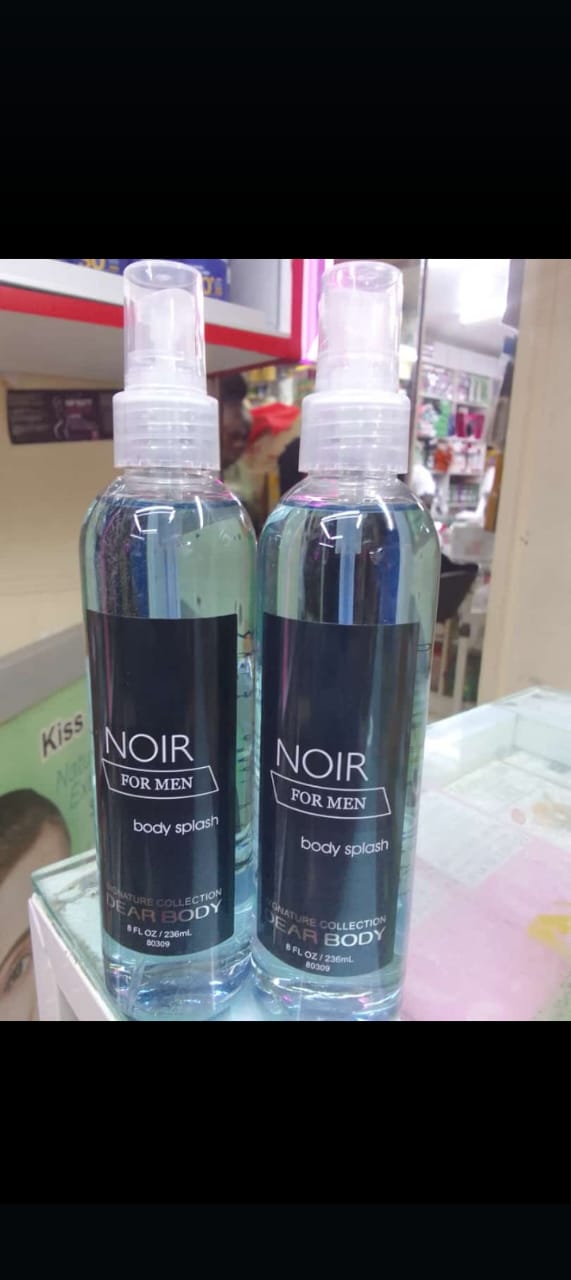 NOIR
FOR MEN
body splash
SIGNATURE COLLECTION
DEAR BODY
8 FL OZ / 236mL
80309
NOIR
FOR MEN
body splash
SIGNATURE COLLECTION
DEAR BODY
8 FL OZ / 236mL
80309
Kiss